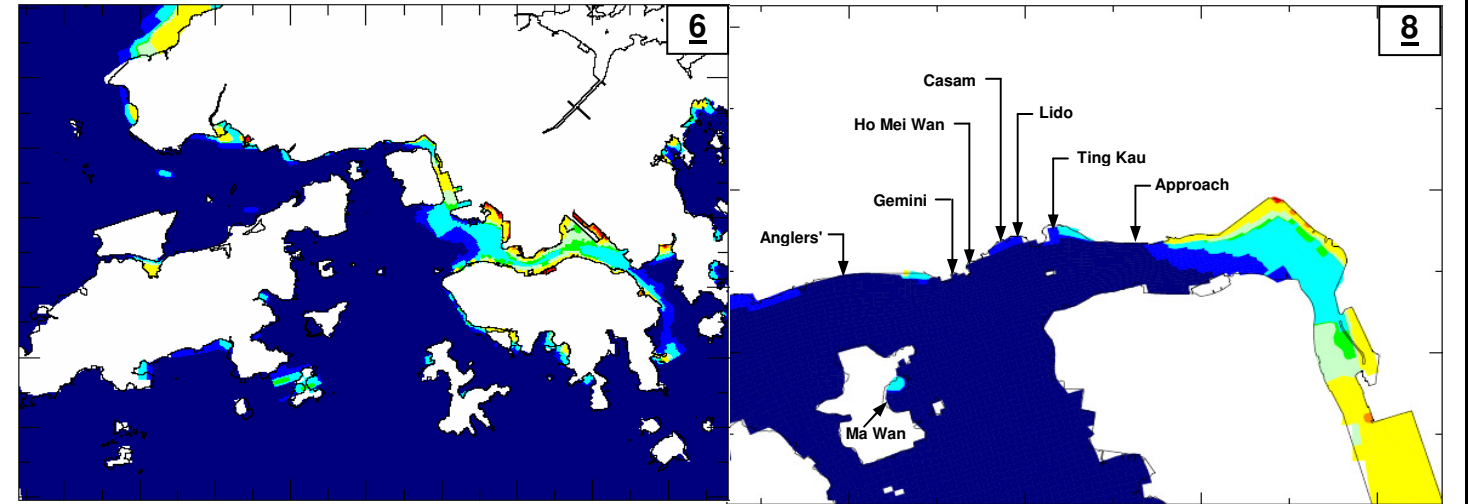 6
8
Casam
Lido
Ho Mei Wan
Ting Kau
Approach
Gemini
Anglers'
Ma Wan